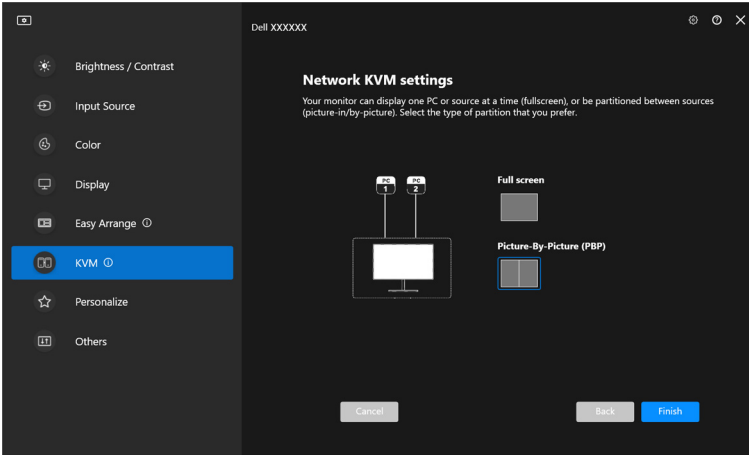 Dell XXXXXX
Brightness / Contrast
Input Source
Color
Display
Easy Arrange
KVM
Personalize
Others
Network KVM settings
Your monitor can display one PC or source at a time (fullscreen), or be partitioned between sources
(picture-in/by-picture). Select the type of partition that you prefer.
PC
1
PC
2
Full screen
Picture-By-Picture (PBP)
Cancel
Back
Finish